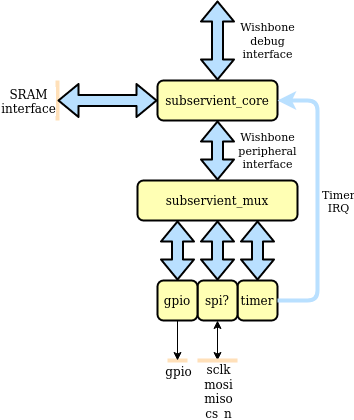 Wishbone
debug
interface
SRAM
interface
subservient_core
Wishbone
peripheral
interface
subservient_mux
Timer
IRQ
gpio
spi?
timer
gpio
sclk
mosi
miso
cs_n